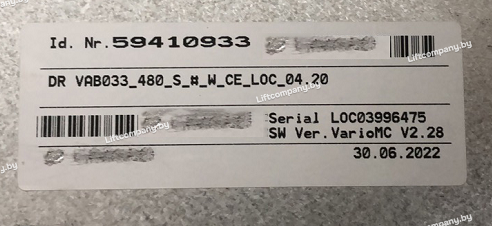 Id. Nr.59410933
DR VAB033_480_S_#_W_CE_LOC_04.20
Serial LOC03996475
SW Ver.VarioMC V2.28
30.06.2022
Liftcompany.by
Liftcompany.by
Liftcompany.by
Liftcompany.by